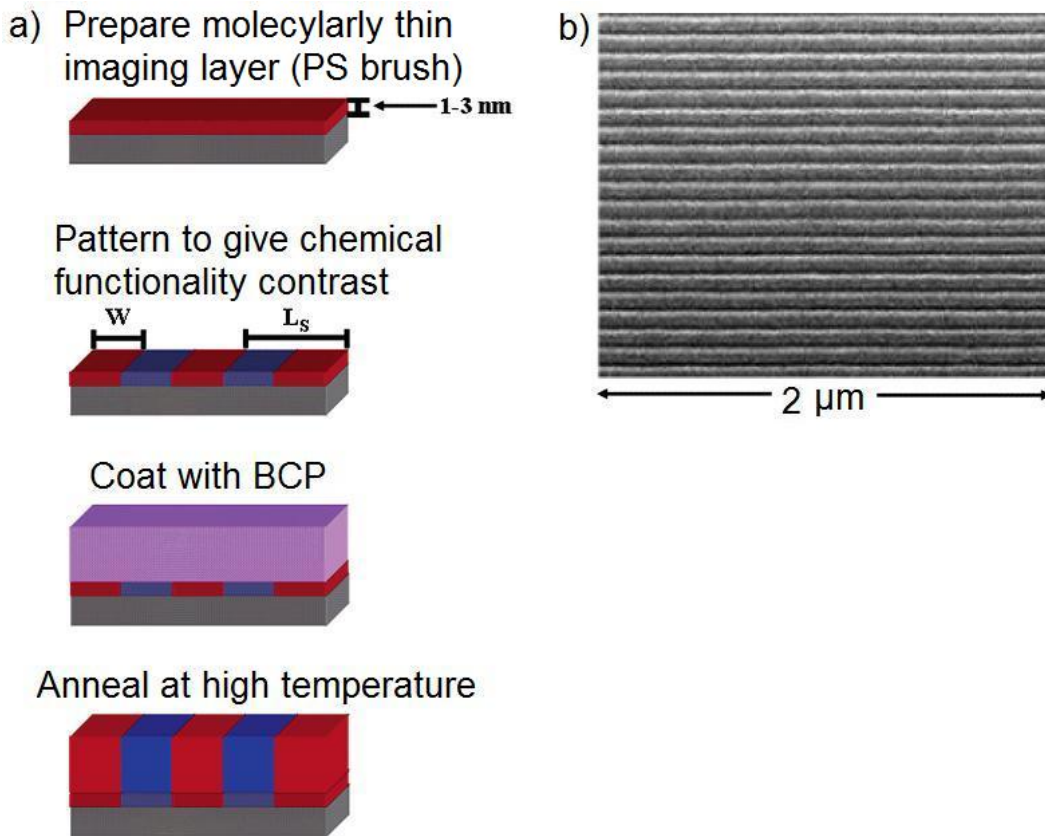 a) Prepare molecylarly thin
imaging layer (PS brush)
1-3 nm
Pattern to give chemical
functionality contrast
W
L_S
Coat with BCP
Anneal at high temperature
b)
2 µm